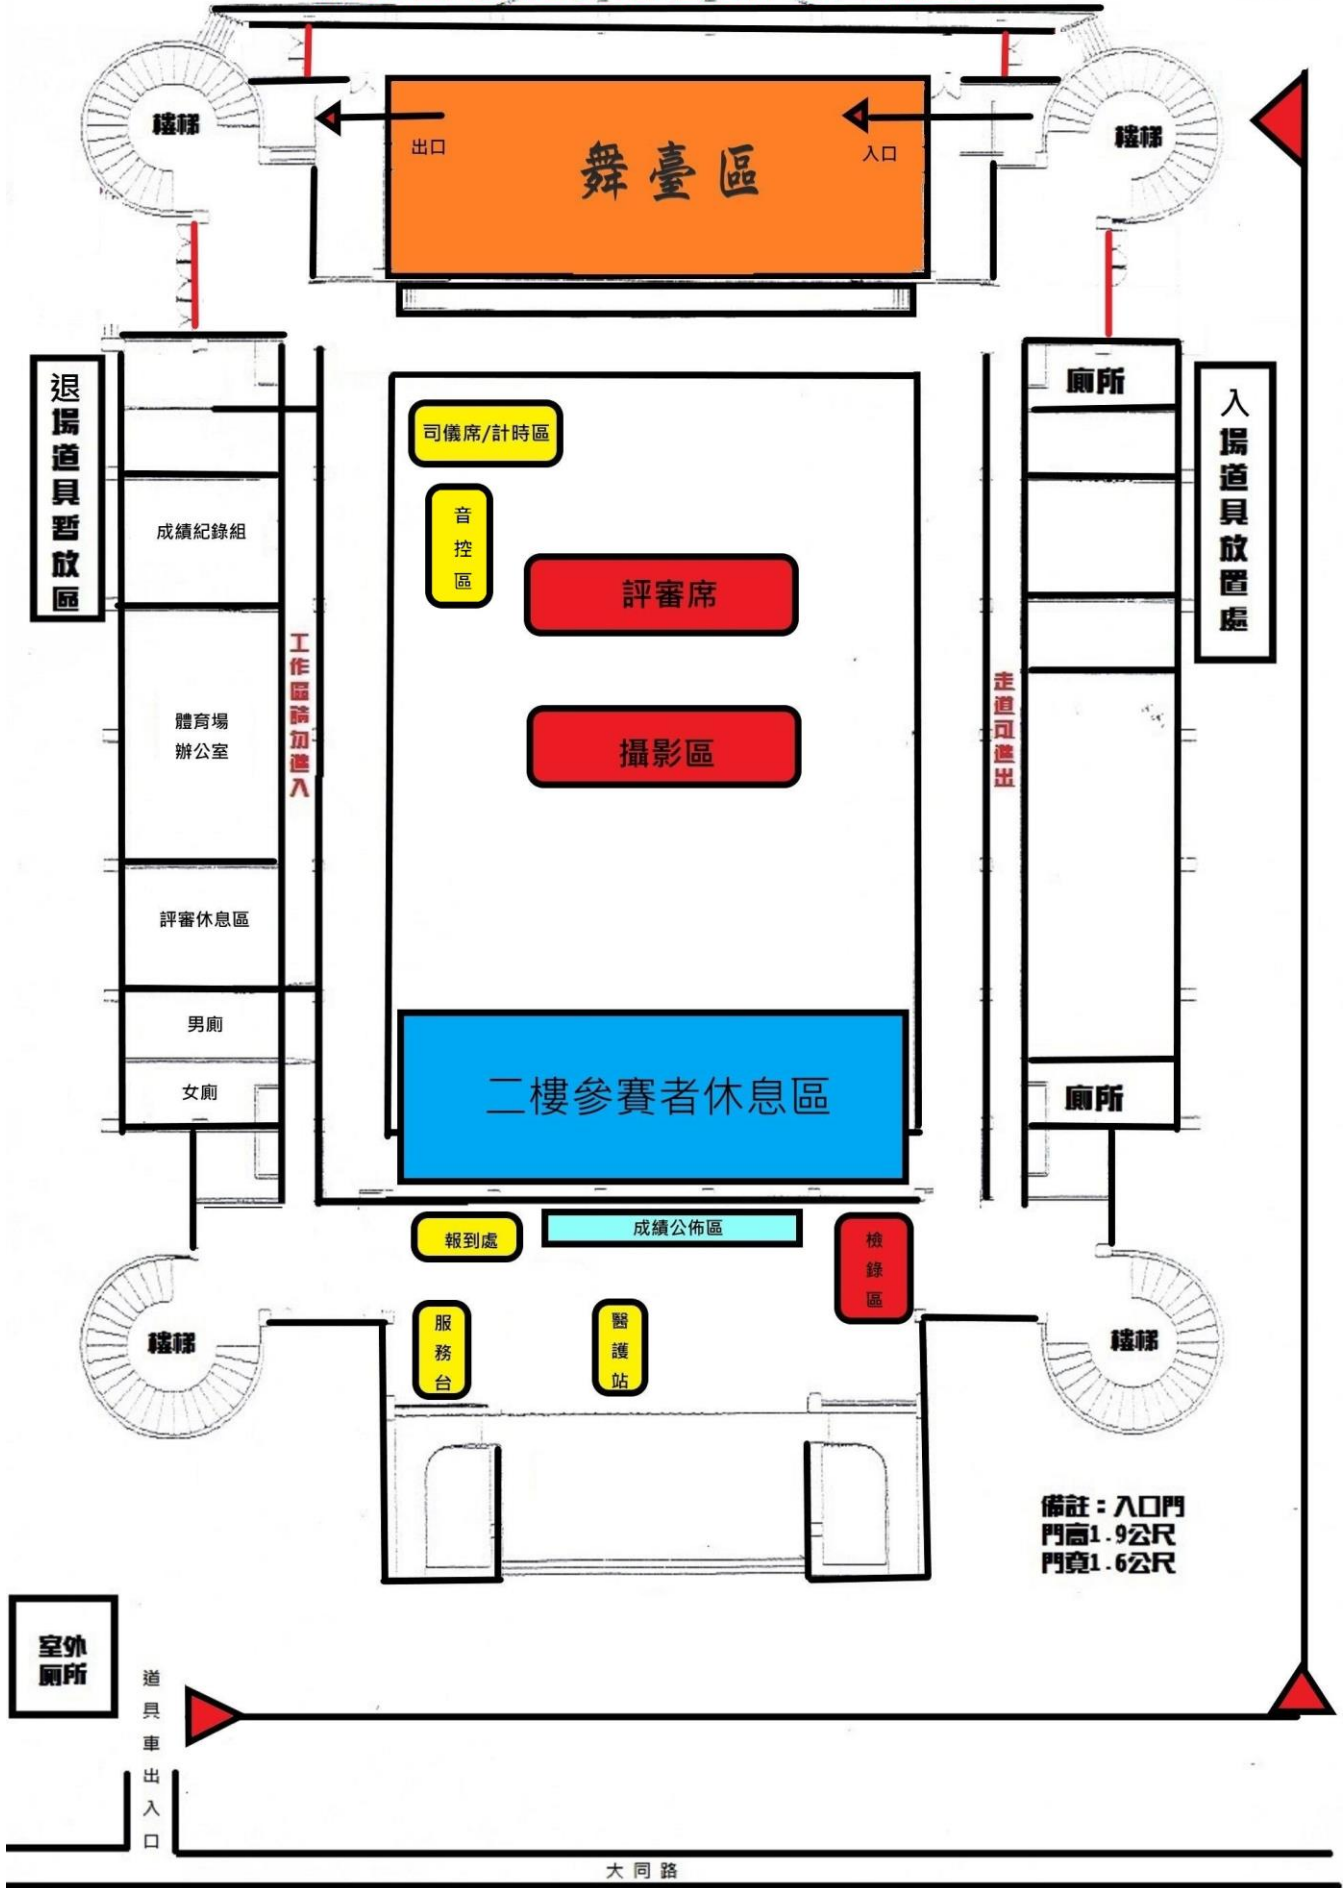 樓梯
樓梯
出口
入口
舞臺區
退場道具暫放區
廁所
入場道具放置處
司儀席/計時區
音控區
成績紀錄組
評審席
工作區請勿進入
走道可進出
體育場
辦公室
攝影區
評審休息區
男廁
女廁
二樓參賽者休息區
廁所
報到處
成績公佈區
檢錄區
服務台
醫護站
樓梯
樓梯
備註：入口門
門高1.9公尺
門寬1.6公尺
室外
廁所
道具車出入口
大同路